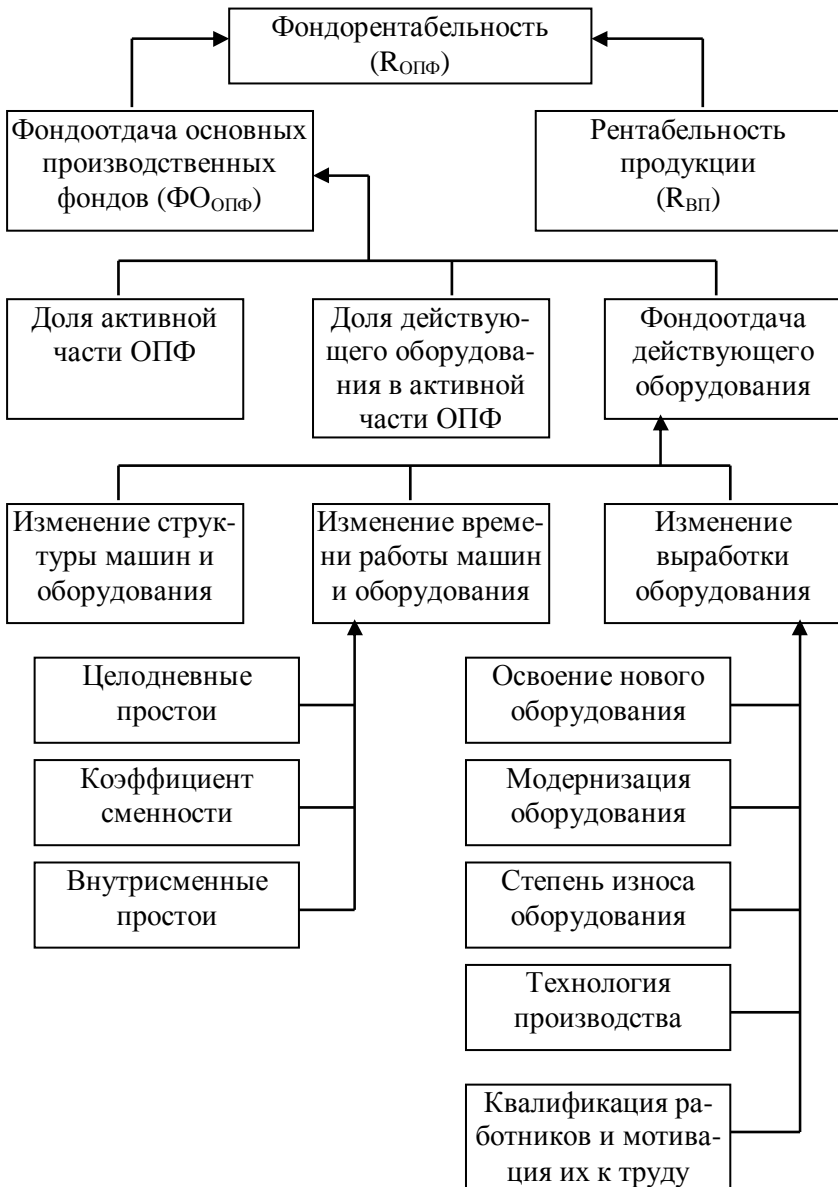 Фондорентабельность
(RОПФ)
Фондоотдача основных
производственных
фондов (ФООПФ)
Рентабельность
продукции
(RВП)
Доля активной
части ОПФ
Доля действую-
щего оборудова-
ния в активной
части ОПФ
Фондоотдача
действующего
оборудования
Изменение струк-
туры машин и
оборудования
Изменение време-
ни работы машин
и оборудования
Изменение
выработки
оборудования
Целодневные
простои
Коэффициент
сменности
Внутрисменные
простои
Освоение нового
оборудования
Модернизация
оборудования
Степень износа
оборудования
Технология
производства
Квалификация ра-
ботников и мотива-
ция их к труду